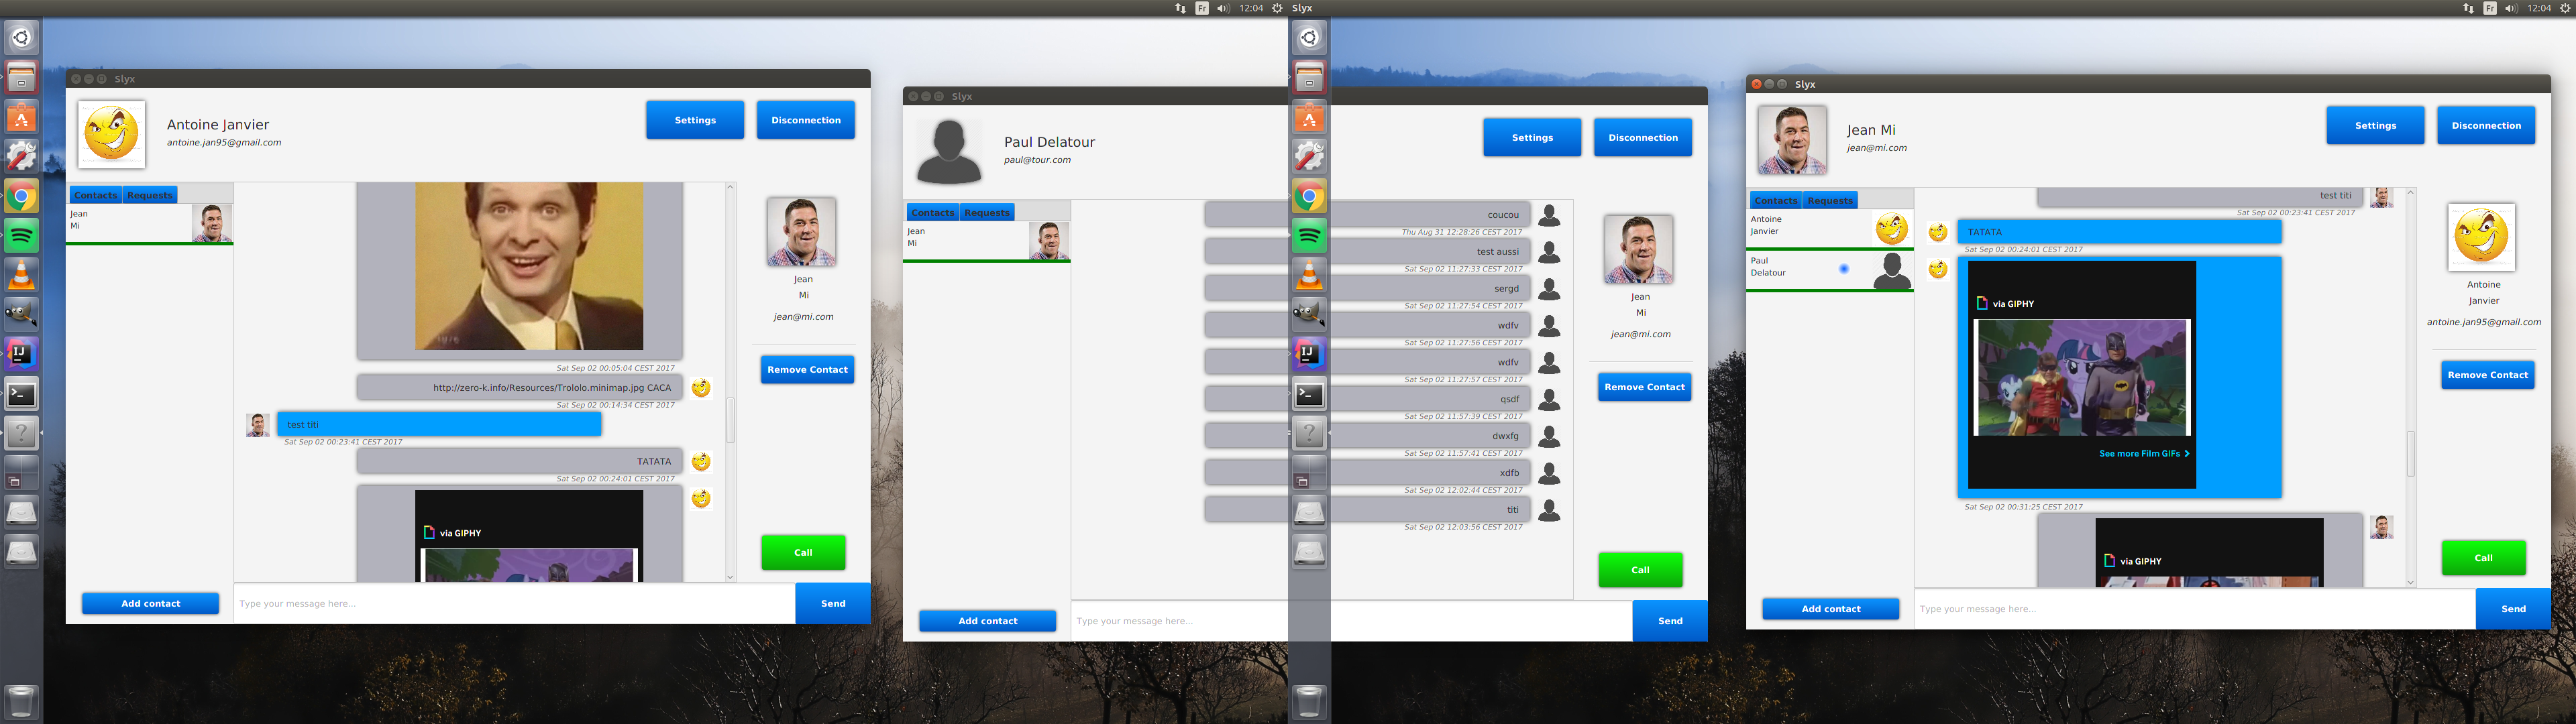 Fr 12:04
Slyx
Fr 12:04
Slyx
Antoine Janvier
antoine.jan95@gmail.com
Settings
Disconnection
Contacts Requests
Jean
Mi
1976
Sat Sep 02 00:05:04 CEST 2017
http://zero-k.info/Resources/Trololo.minimap.jpg CACA
Sat Sep 02 00:14:34 CEST 2017
test titi
Sat Sep 02 00:23:41 CEST 2017
TATATA
Sat Sep 02 00:24:01 CEST 2017
via GIPHY
Jean
Mi
jean@mi.com
Remove Contact
Call
Add contact
Type your message here...
Send
Slyx
Paul Delatour
paul@tour.com
Settings
Disconnection
Contacts Requests
Jean
Mi
coucou
Thu Aug 31 12:28:26 CEST 2017
test aussi
Sat Sep 02 11:27:33 CEST 2017
sergd
Sat Sep 02 11:27:54 CEST 2017
wdfv
Sat Sep 02 11:27:56 CEST 2017
wdfv
Sat Sep 02 11:27:57 CEST 2017
qsdf
Sat Sep 02 11:57:39 CEST 2017
dwxfg
Sat Sep 02 11:57:41 CEST 2017
xdfb
Sat Sep 02 12:02:44 CEST 2017
titi
Sat Sep 02 12:03:56 CEST 2017
Jean
Mi
jean@mi.com
Remove Contact
Call
Add contact
Type your message here...
Send
Slyx
Jean Mi
jean@mi.com
Settings
Disconnection
Contacts Requests
Antoine
Janvier
Paul
Delatour
test titi
Sat Sep 02 00:23:41 CEST 2017
TATATA
Sat Sep 02 00:24:01 CEST 2017
via GIPHY
See more Film GIFs
Sat Sep 02 00:31:25 CEST 2017
via GIPHY
Antoine
Janvier
antoine.jan95@gmail.com
Remove Contact
Call
Add contact
Type your message here...
Send